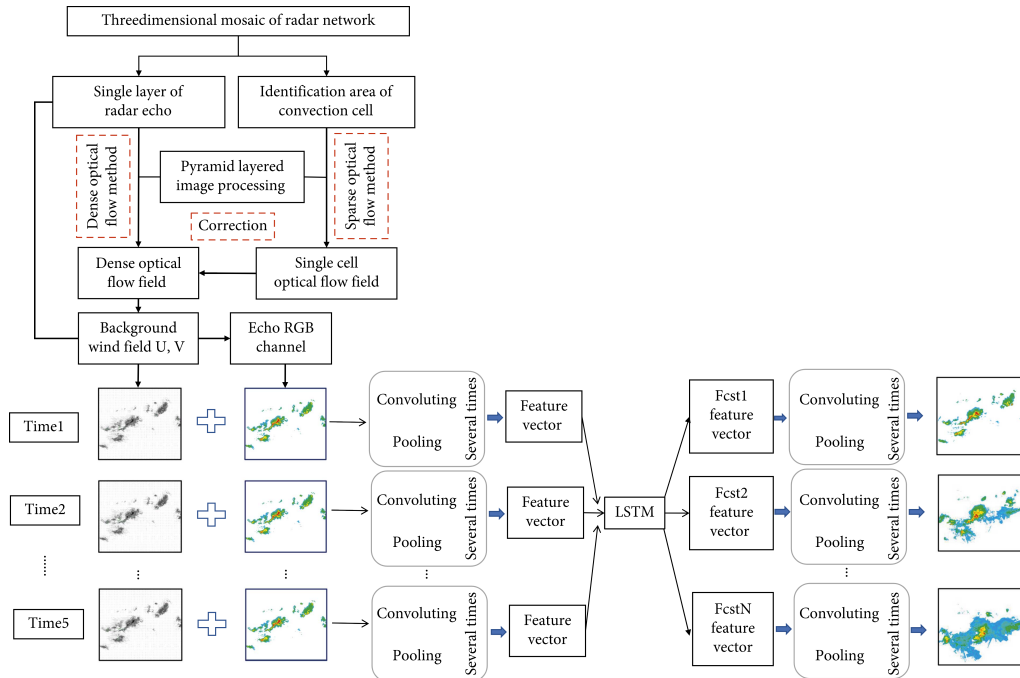 Threedimensional mosaic of radar network
Single layer of
radar echo
Identification area of
convection cell
Dense optical
flow method
Pyramid layered
image processing
Sparse optical
flow method
Correction
Dense optical
flow field
Single cell
optical flow field
Background
wind field U, V
Echo RGB
channel
Time1
Convoluting
Pooling
Several times
Feature
vector
Fcst1
feature
vector
Convoluting
Pooling
Several times
Time2
Convoluting
Pooling
Several times
Feature
vector
LSTM
Fcst2
feature
vector
Convoluting
Pooling
Several times
Time5
Convoluting
Pooling
Several times
Feature
vector
FcstN
feature
vector
Convoluting
Pooling
Several times